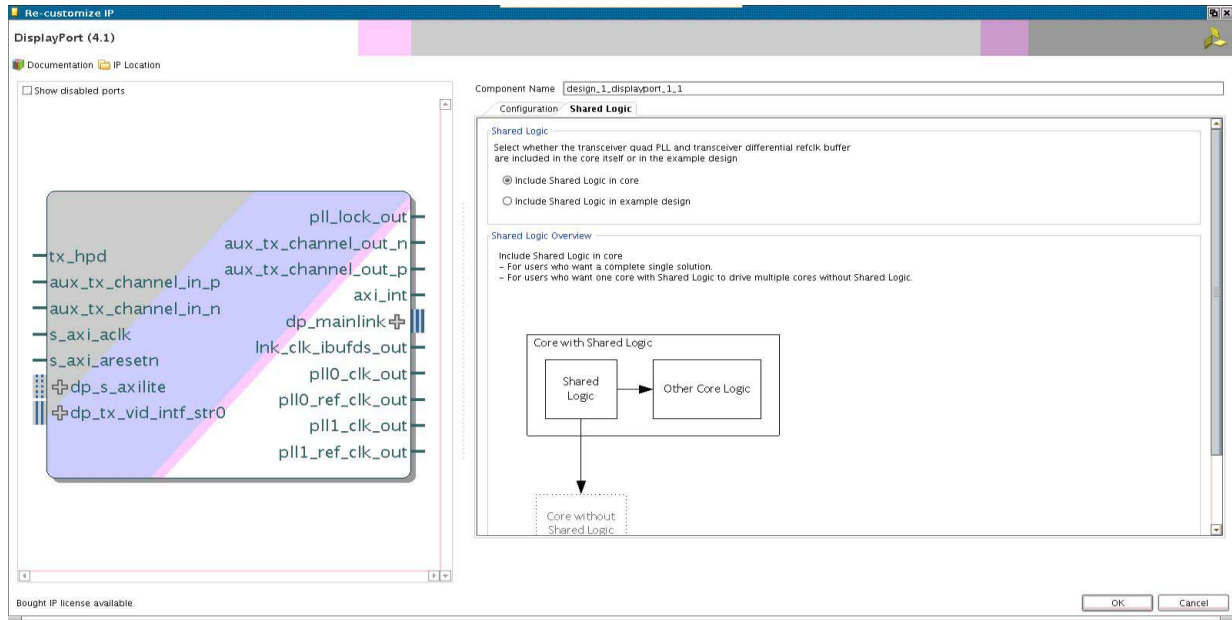 Re-customize IP
DisplayPort (4.1)
Documentation IP Location
Show disabled ports
pll_lock_out
aux_tx_channel_out_n
tx_hpd
aux_tx_channel_out_p
aux_tx_channel_in_p
axi_int
aux_tx_channel_in_n
dp_mainlink
s_axi_aclk
lnk_clk_ibufds_out
s_axi_aresetn
pll0_clk_out
dp_s_axilite
pll0_ref_clk_out
dp_tx_vid_intf_str0
pll1_clk_out
pll1_ref_clk_out
Component Name design_1_displayport_1_1
Configuration Shared Logic
Shared Logic
Select whether the transceiver quad PLL and transceiver differential refclk buffer
are included in the core itself or in the example design
Include Shared Logic in core
Include Shared Logic in example design
Shared Logic Overview
Include Shared Logic in core
- For users who want a complete single solution.
- For users who want one core with Shared Logic to drive multiple cores without Shared Logic.
Core with Shared Logic
Shared
Logic
Other Core Logic
Core without
Shared Logic
Bought IP license available
OK Cancel